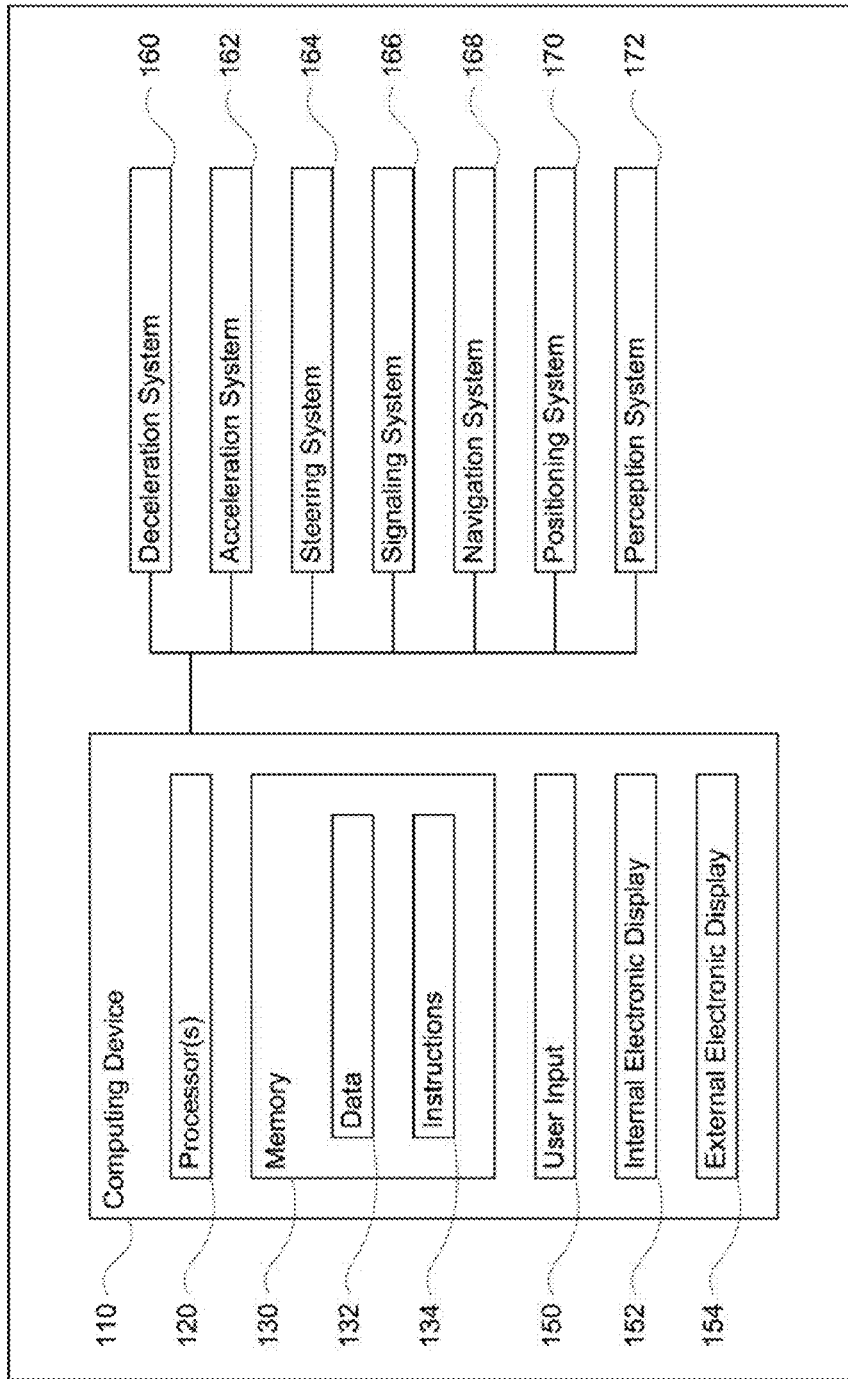 110
Computing Device
120
Processor(s)
130
Memory
132
Data
134
Instructions
150
User Input
152
Internal Electronic Display
154
External Electronic Display
Deceleration System
160
Acceleration System
162
Steering System
164
Signaling System
166
Navigation System
168
Positioning System
170
Perception System
172